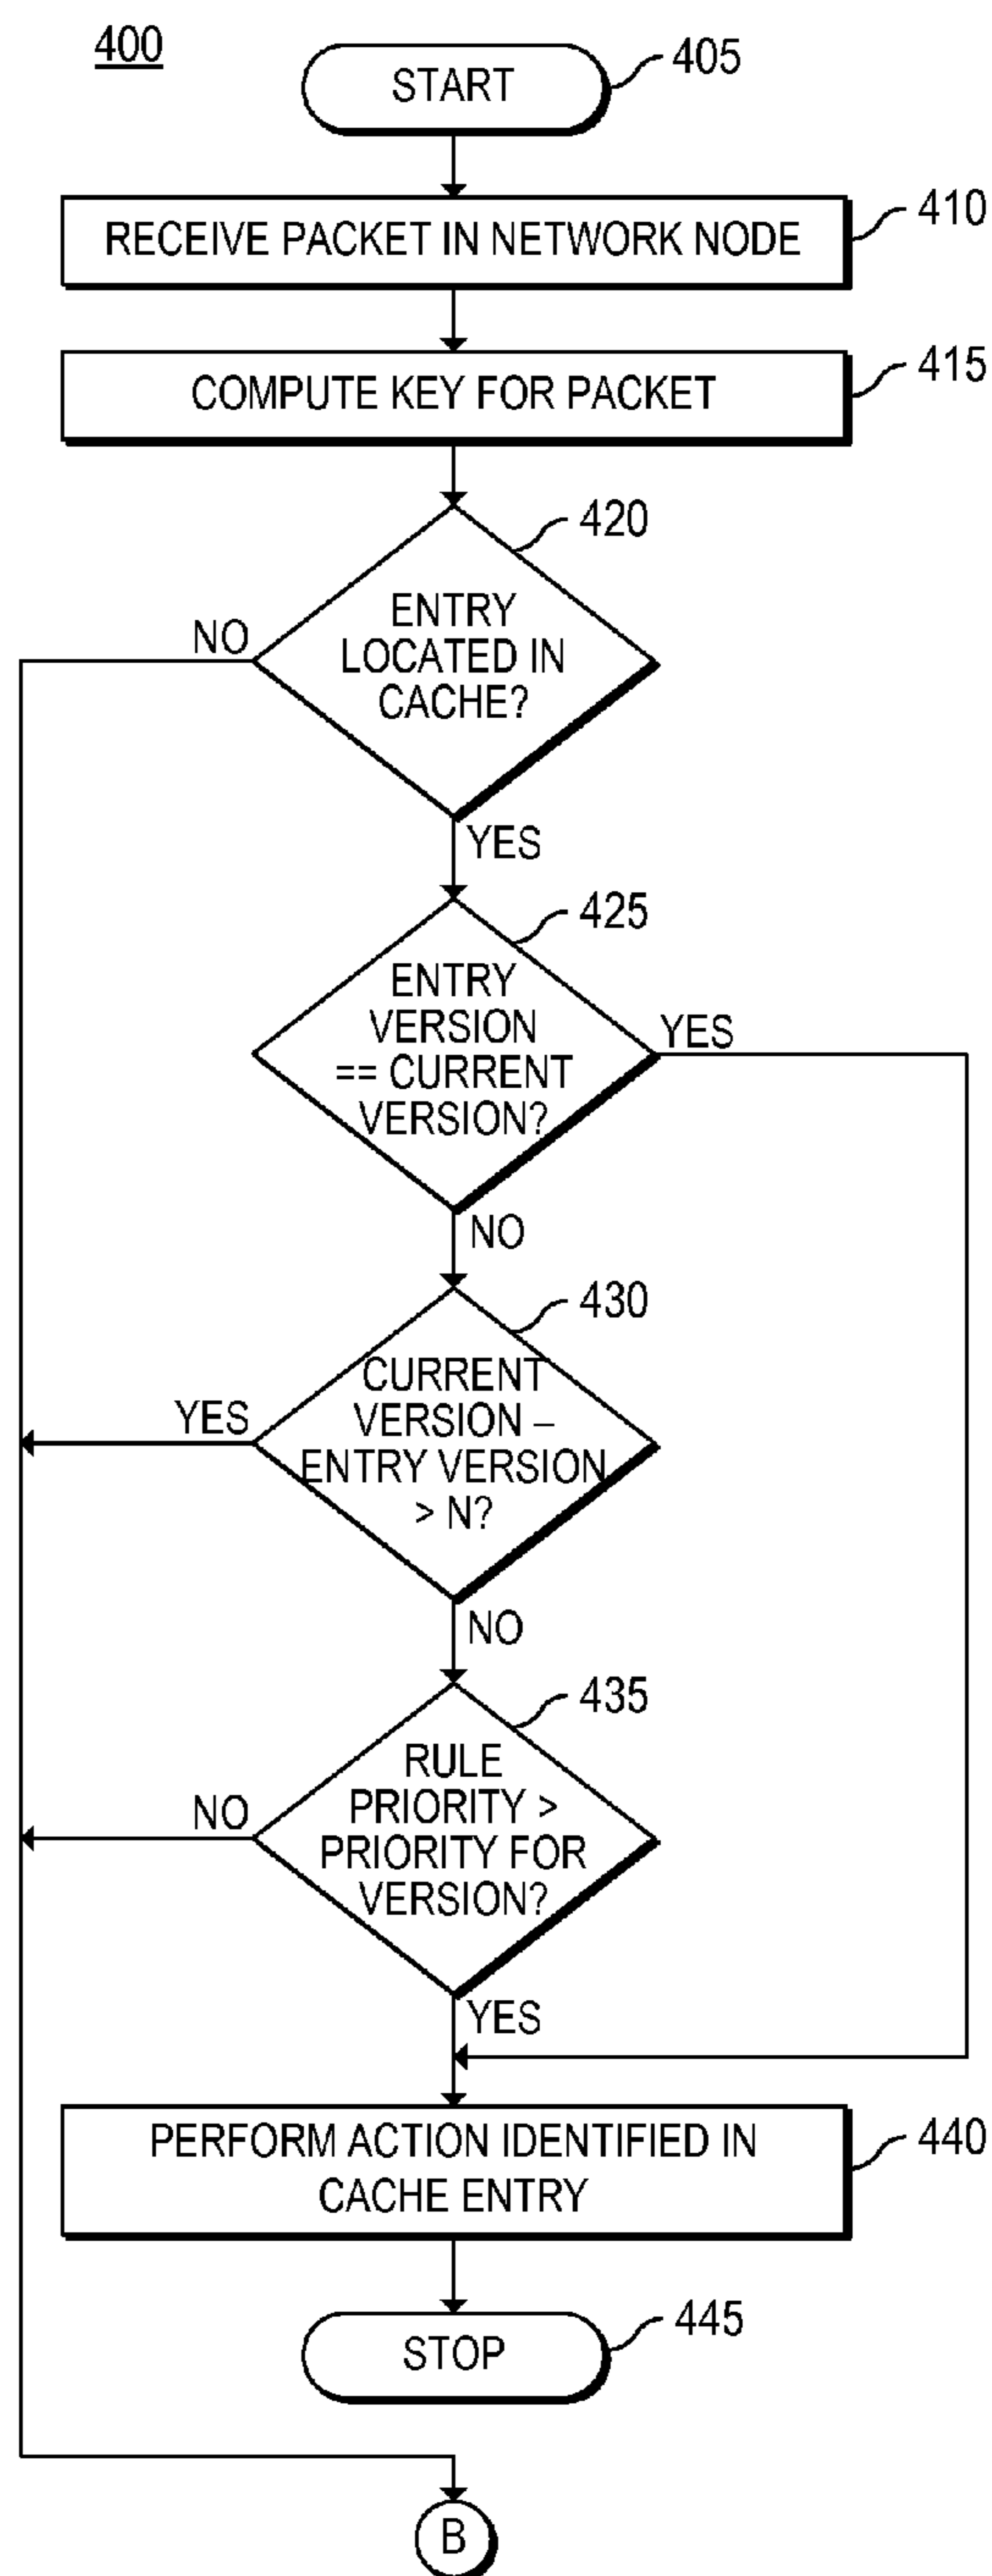 400
START
405
RECEIVE PACKET IN NETWORK NODE
410
COMPUTE KEY FOR PACKET
415
420
ENTRY
LOCATED IN
CACHE?
NO
YES
425
ENTRY
VERSION
== CURRENT
VERSION?
YES
NO
430
CURRENT
VERSION –
ENTRY VERSION
> N?
YES
NO
435
RULE
PRIORITY >
PRIORITY FOR
VERSION?
NO
YES
PERFORM ACTION IDENTIFIED IN
CACHE ENTRY
440
STOP
445
B